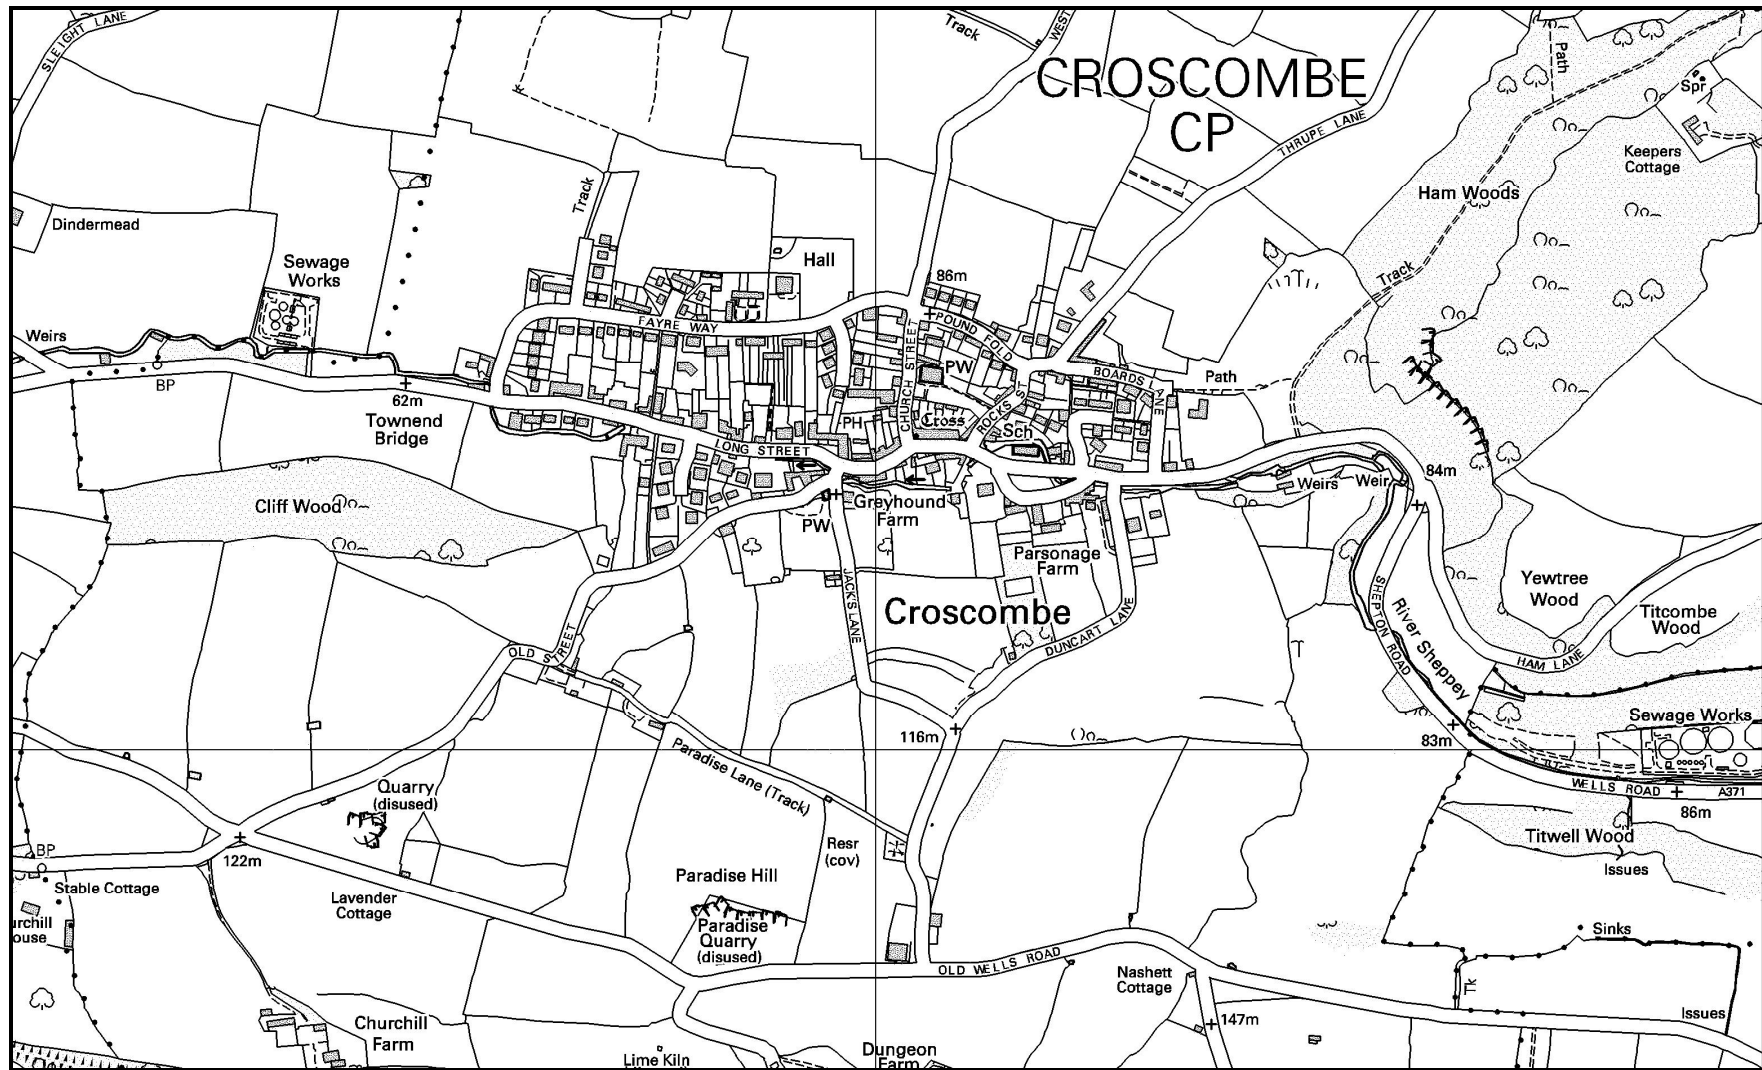 SLEIGHT LANE
Track
WEST
CROSCOMBE
CP
THRUPE LANE
Path
Spr
Keepers
Cottage
Ham Woods
Track
Dindermead
Sewage
Works
Hall
86m
Track
Weirs
BP
62m
Townend
Bridge
FAYRE WAY
POUND FOLD
CHURCH STREET
PW
BOARDS LANE
Path
ROCKS ST
Cross
Sch
PH
LONG STREET
84m
Weirs
Weir
Cliff Wood
Greyhound
Farm
PW
Parsonage
Farm
JACK'S LANE
Croscombe
DUNCART LANE
SHEPTON ROAD
River Sheppey
Yewtree
Wood
Titcombe
Wood
HAM LANE
OLD STREET
116m
83m
Sewage Works
Paradise Lane (Track)
WELLS ROAD
A371
86m
Quarry
(disused)
Titwell Wood
Issues
BP
122m
Stable Cottage
Resr
(cov)
Lavender
Cottage
Paradise Hill
Paradise
Quarry
(disused)
urchill
ouse
Sinks
OLD WELLS ROAD
Nashett
Cottage
Tk
147m
Issues
Churchill
Farm
Lime Kiln
Dungeon
Farm